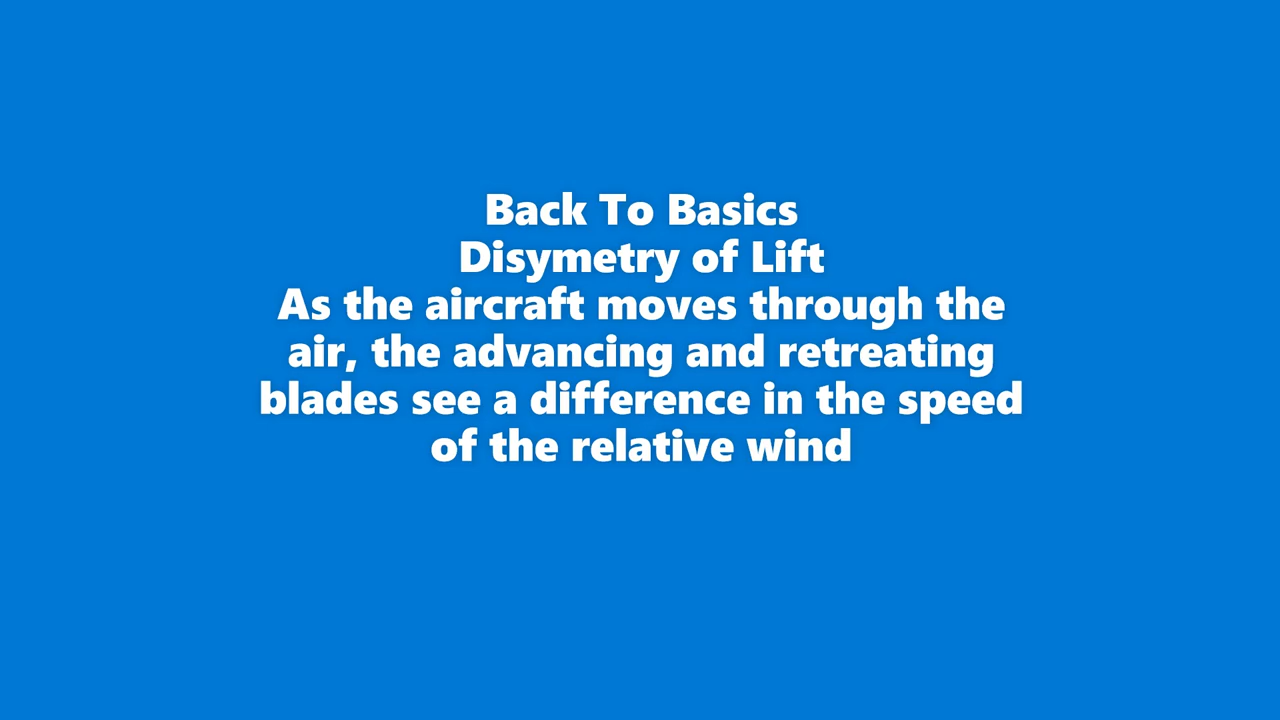 Back To Basics
Disymetry of Lift
As the aircraft moves through the
air, the advancing and retreating
blades see a difference in the speed
of the relative wind